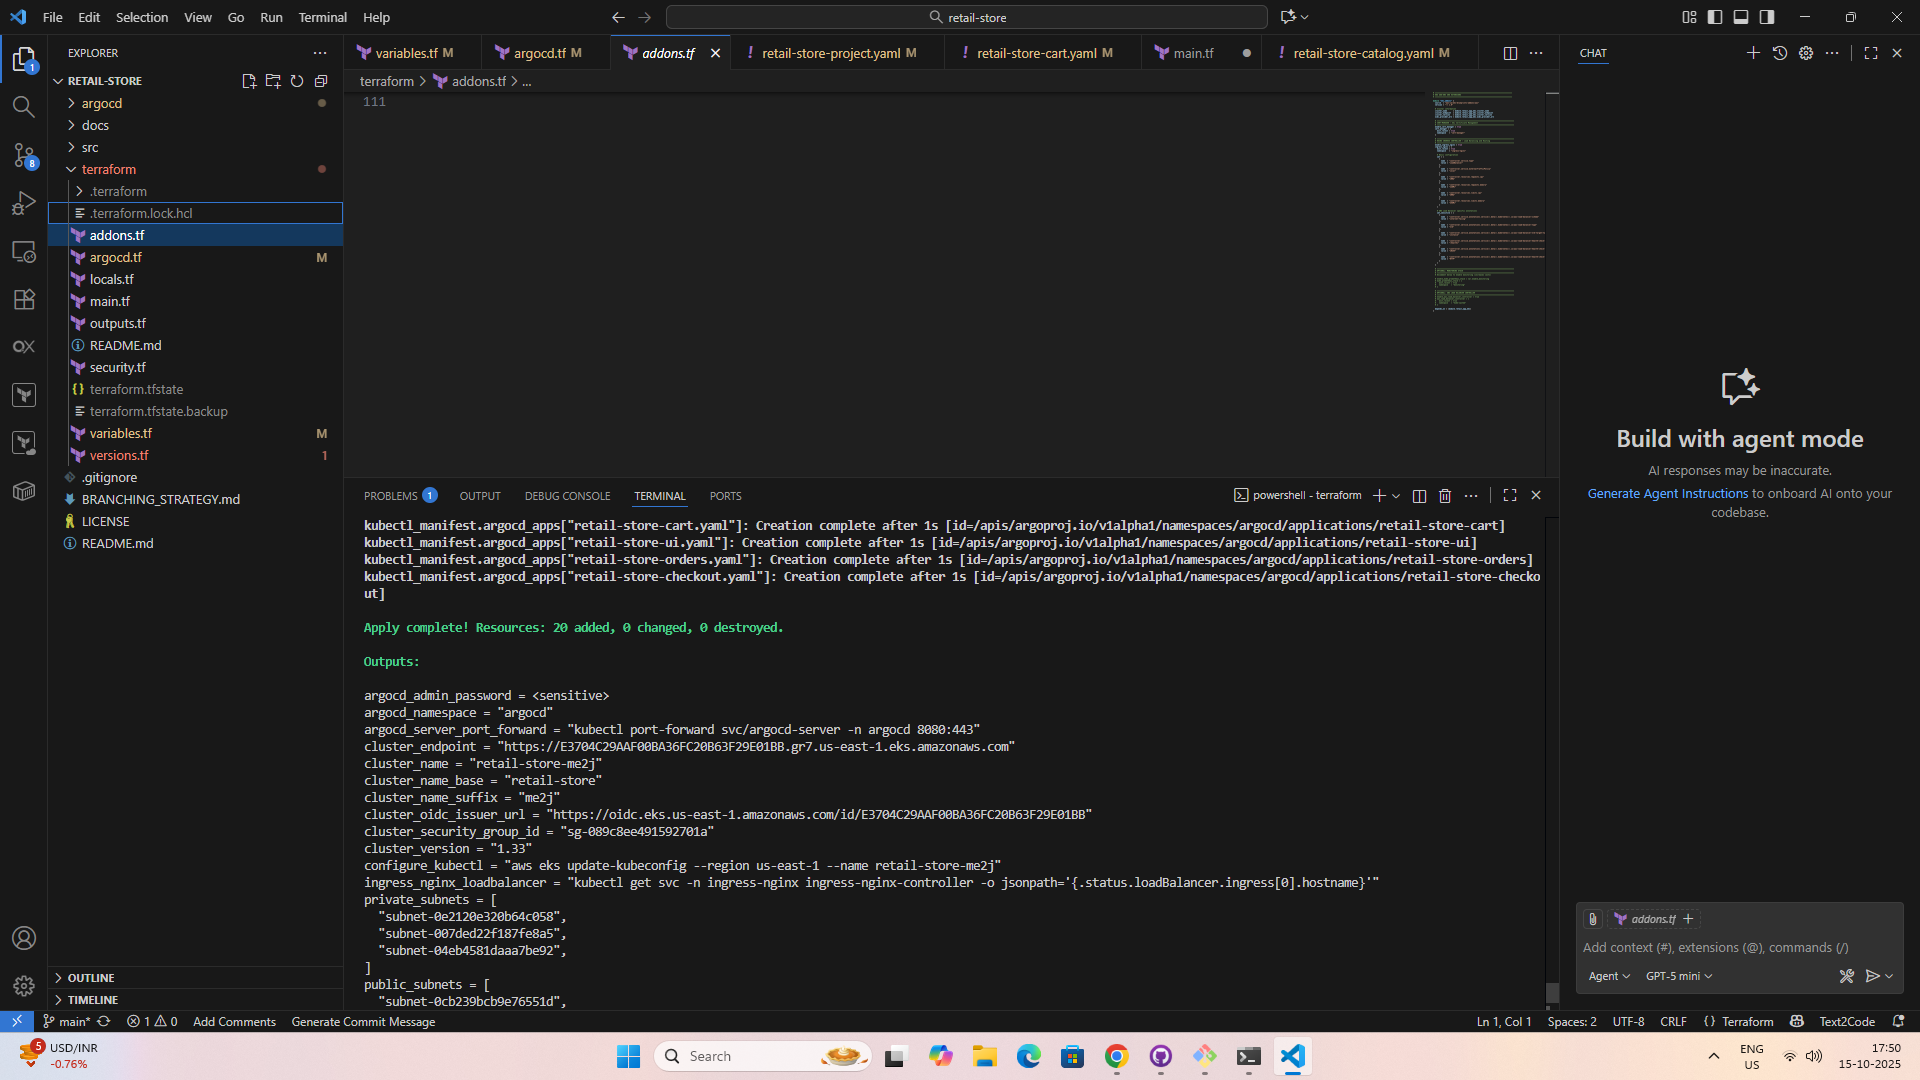 File Edit Selection View Go Run Terminal Help
retail-store
EXPLORER
RETAIL-STORE
argocd
docs
src
terraform
.terraform
.terraform.lock.hcl
addons.tf
argocd.tf M
locals.tf
main.tf
outputs.tf
README.md
security.tf
terraform.tfstate
terraform.tfstate.backup
variables.tf M
versions.tf 1
.gitignore
BRANCHING_STRATEGY.md
LICENSE
README.md
OUTLINE
TIMELINE
1
8
variables.tf M argocd.tf M addons.tf retail-store-project.yaml M retail-store-cart.yaml M main.tf retail-store-catalog.yaml M
terraform > addons.tf > ...
111
PROBLEMS 1 OUTPUT DEBUG CONSOLE TERMINAL PORTS
powershell - terraform
kubectl_manifest.argocd_apps["retail-store-cart.yaml"]: Creation complete after 1s [id=/apis/argoproj.io/v1alpha1/namespaces/argocd/applications/retail-store-cart]
kubectl_manifest.argocd_apps["retail-store-ui.yaml"]: Creation complete after 1s [id=/apis/argoproj.io/v1alpha1/namespaces/argocd/applications/retail-store-ui]
kubectl_manifest.argocd_apps["retail-store-orders.yaml"]: Creation complete after 1s [id=/apis/argoproj.io/v1alpha1/namespaces/argocd/applications/retail-store-orders]
kubectl_manifest.argocd_apps["retail-store-checkout.yaml"]: Creation complete after 1s [id=/apis/argoproj.io/v1alpha1/namespaces/argocd/applications/retail-store-checko
ut]
Apply complete! Resources: 20 added, 0 changed, 0 destroyed.
Outputs:
argocd_admin_password = <sensitive>
argocd_namespace = "argocd"
argocd_server_port_forward = "kubectl port-forward svc/argocd-server -n argocd 8080:443"
cluster_endpoint = "https://E3704C29AAF00BA36FC20B63F29E01BB.gr7.us-east-1.eks.amazonaws.com"
cluster_name = "retail-store-me2j"
cluster_name_base = "retail-store"
cluster_name_suffix = "me2j"
cluster_oidc_issuer_url = "https://oidc.eks.us-east-1.amazonaws.com/id/E3704C29AAF00BA36FC20B63F29E01BB"
cluster_security_group_id = "sg-089c8ee491592701a"
cluster_version = "1.33"
configure_kubectl = "aws eks update-kubeconfig --region us-east-1 --name retail-store-me2j"
ingress_nginx_loadbalancer = "kubectl get svc -n ingress-nginx ingress-nginx-controller -o jsonpath='{.status.loadBalancer.ingress[0].hostname}'"
private_subnets = [
"subnet-0e2120e320b64c058",
"subnet-007ded22f187fe8a5",
"subnet-04eb4581daaa7be92",
]
public_subnets = [
"subnet-0cb239bcb9e76551d",
CHAT
Build with agent mode
AI responses may be inaccurate.
Generate Agent Instructions to onboard AI onto your
codebase.
addons.tf +
Add context (#), extensions (@), commands (/)
Agent GPT-5 mini
main* 1 0 Add Comments Generate Commit Message
Ln 1, Col 1 Spaces: 2 UTF-8 CRLF {} Terraform Text2Code
5
USD/INR
-0.76%
Search
ENG
US
17:50
15-10-2025